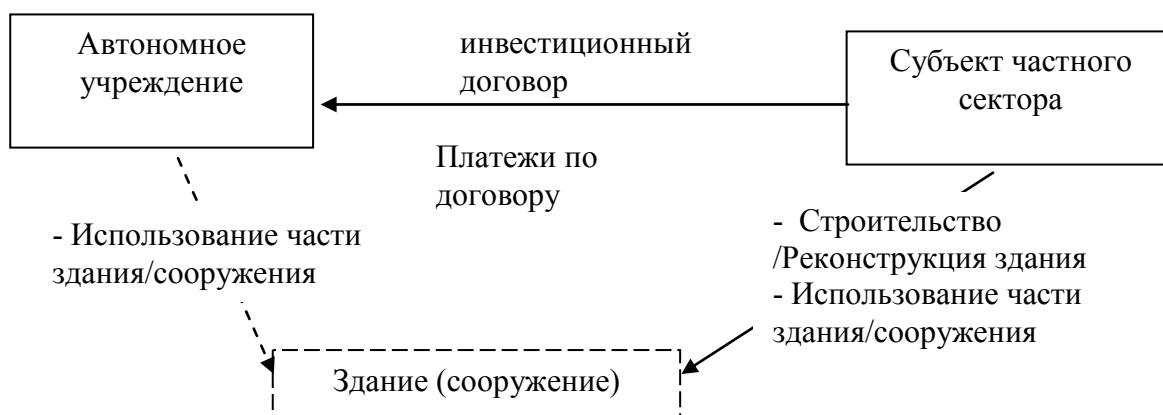 Автономное
учреждение
инвестиционный
договор
Субъект частного
сектора
Платежи по
договору
- Использование части
здания/сооружения
- Строительство
/Реконструкция здания
- Использование части
здания/сооружения
Здание (сооружение)